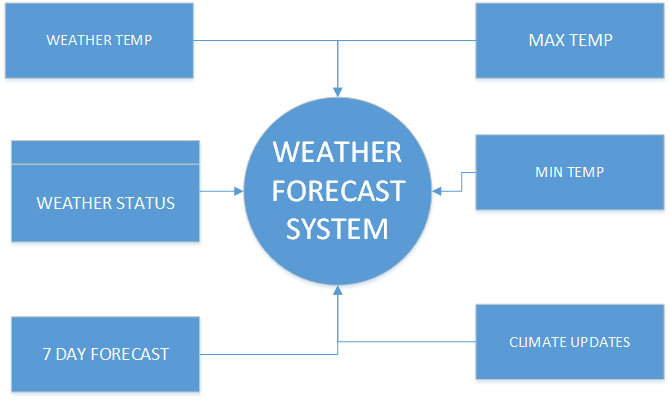 WEATHER TEMP
MAX TEMP
WEATHER
FORECAST
SYSTEM
WEATHER STATUS
MIN TEMP
7 DAY FORECAST
CLIMATE UPDATES